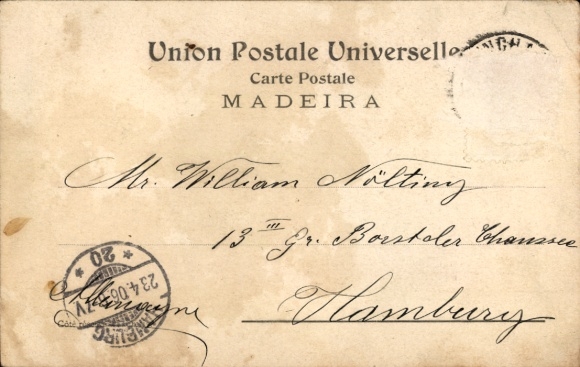 Union Postale Universelle
Carte Postale
MADEIRA
Mr. William Nölting
13 III Gr. Borsteler Chaussee
Hamburg
Allemagne
20
23.4.06